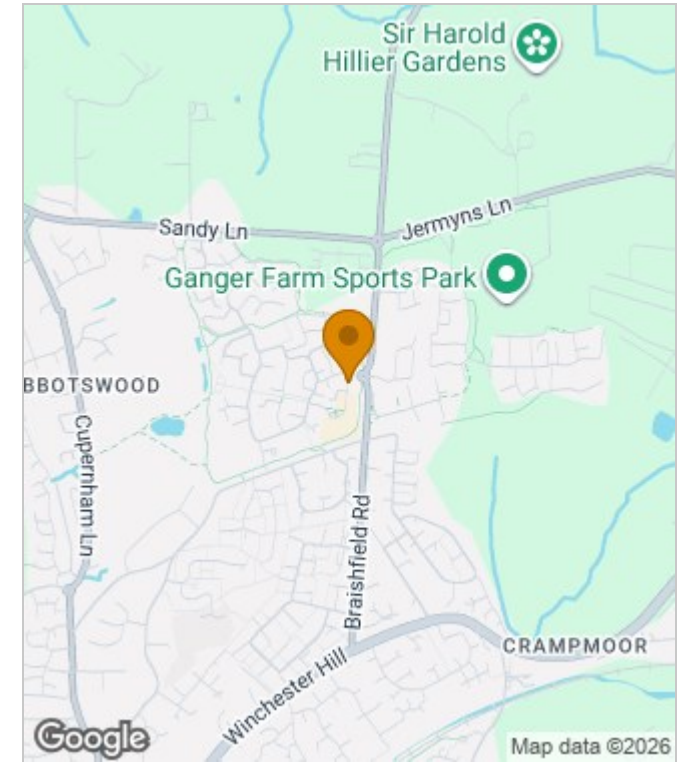 Sir Harold
Hillier Gardens
Sandy Ln
Jermyns Ln
Ganger Farm Sports Park
BBOTSWOOD
Cupernham Ln
Braishfield Rd
CRAMPMOOR
Winchester Hill
Google
Map data ©2026